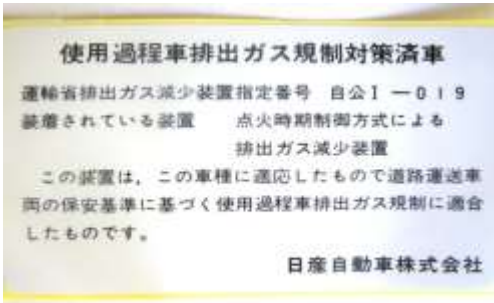 使用過程車排出ガス規制対策済車
運輸省排出ガス減少装置指定番号 自公I－019
装着されている装置 点火時期制御方式による
排出ガス減少装置
この装置は、この車種に適応したもので道路運送車
両の保安基準に基づく使用過程車排出ガス規制に適合
したものです。
日産自動車株式会社